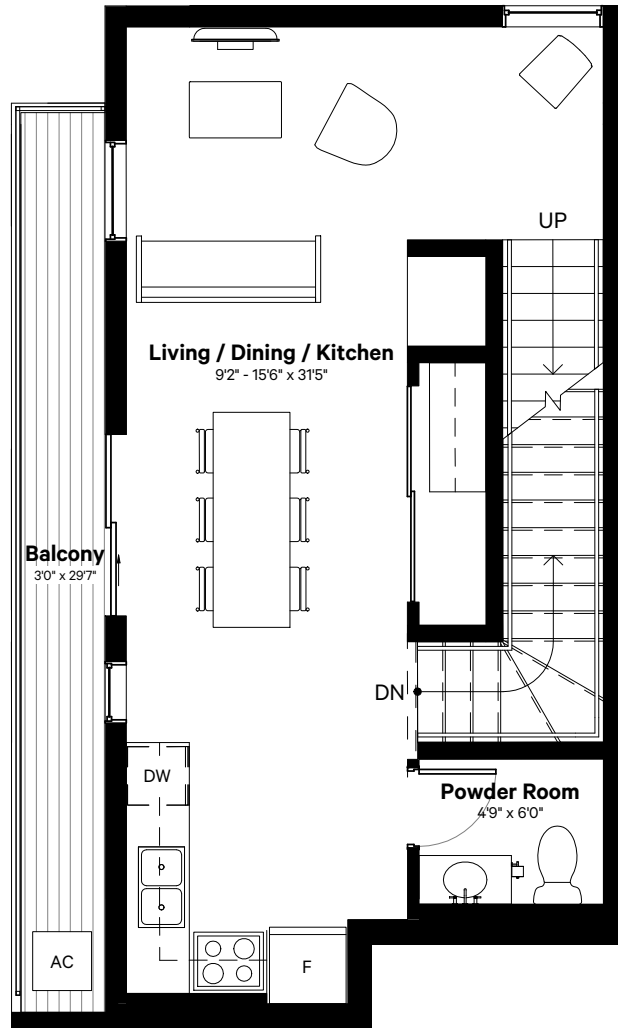 UP
Living / Dining / Kitchen
9'2" - 15'6" x 31'5"
Balcony
3'0" x 29'7"
DN
DW
Powder Room
4'9" x 6'0"
AC
F